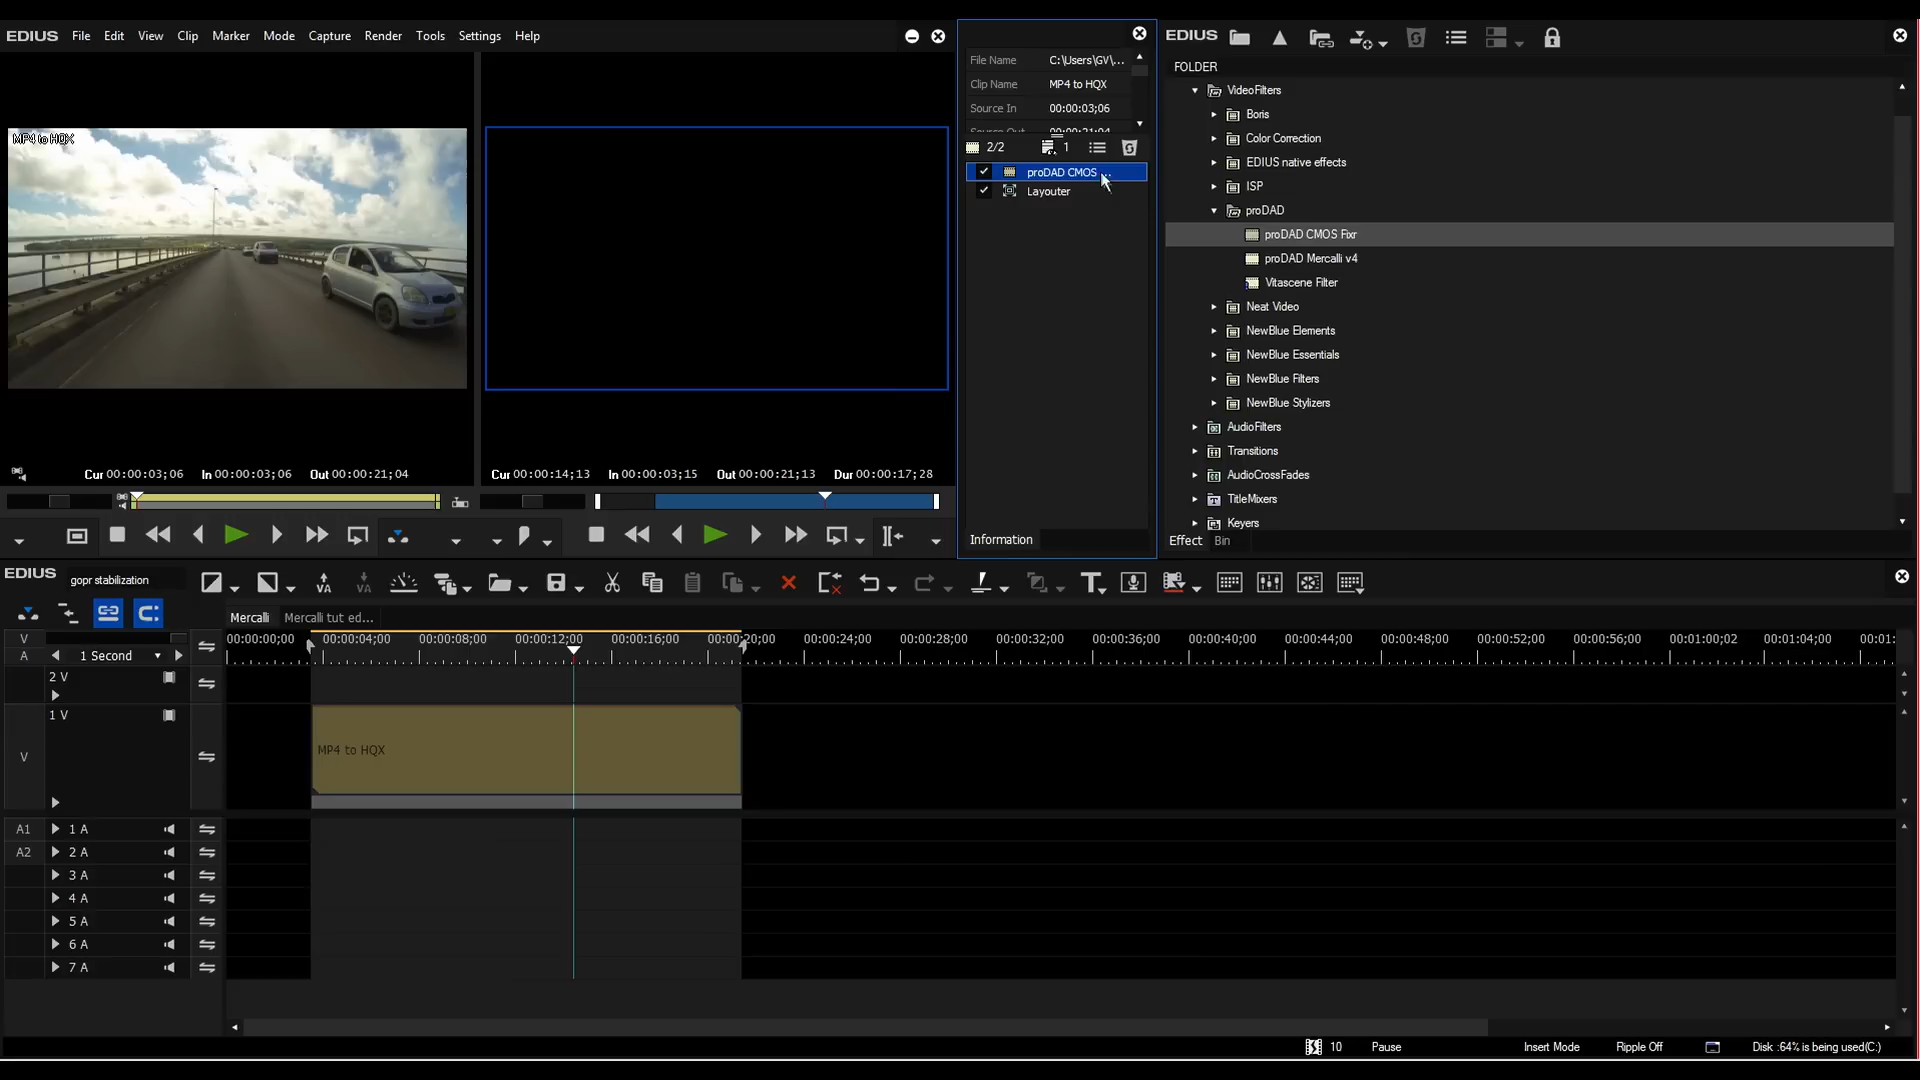 EDIUS File Edit View Clip Marker Mode Capture Render Tools Settings Help
MP4 to HQX
Cur 00:00:03;06 In 00:00:03;06 Out 00:00:21;04
Cur 00:00:14;13 In 00:00:03;15 Out 00:00:21;13 Dur 00:00:17;28
File Name C:\Users\GV\...
Clip Name MP4 to HQX
Source In 00:00:03;06
Source Out 00:00:21;04
2/2 1
proDAD CMOS ...
Layouter
Information
EDIUS
FOLDER
VideoFilters
Boris
Color Correction
EDIUS native effects
ISP
proDAD
proDAD CMOS Fixr
proDAD Mercalli v4
Vitascene Filter
Neat Video
NewBlue Elements
NewBlue Essentials
NewBlue Filters
NewBlue Stylizers
AudioFilters
Transitions
AudioCrossFades
TitleMixers
Keyers
Effect Bin
EDIUS gopr stabilization
Mercalli Mercalli tut ed...
V
A 1 Second
00:00:00;00 00:00:04;00 00:00:08;00 00:00:12;00 00:00:16;00 00:00:20;00 00:00:24;00 00:00:28;00 00:00:32;00 00:00:36;00 00:00:40;00 00:00:44;00 00:00:48;00 00:00:52;00 00:00:56;00 00:01:00;02 00:01:04;00 00:01:
2 V
1 V
V
MP4 to HQX
A1 1 A
A2 2 A
3 A
4 A
5 A
6 A
7 A
10 Pause Insert Mode Ripple Off Disk :64% is being used(C:)